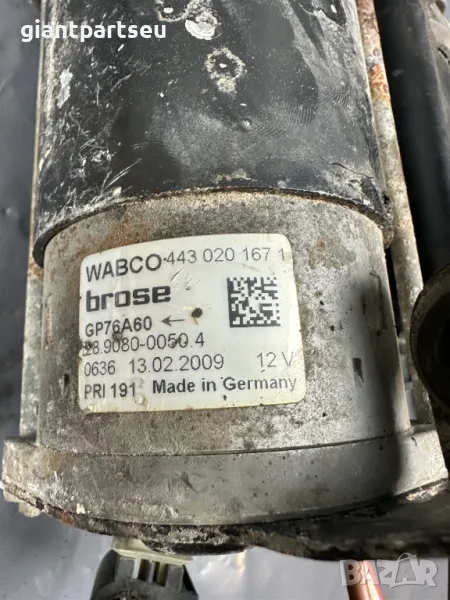 giantpartseu
WABCO 443 020 167 1
brose
GP76A60 ←
28.9080-0050.4
0636 13.02.2009 12 V
PRI 191 Made in Germany
BAZAR